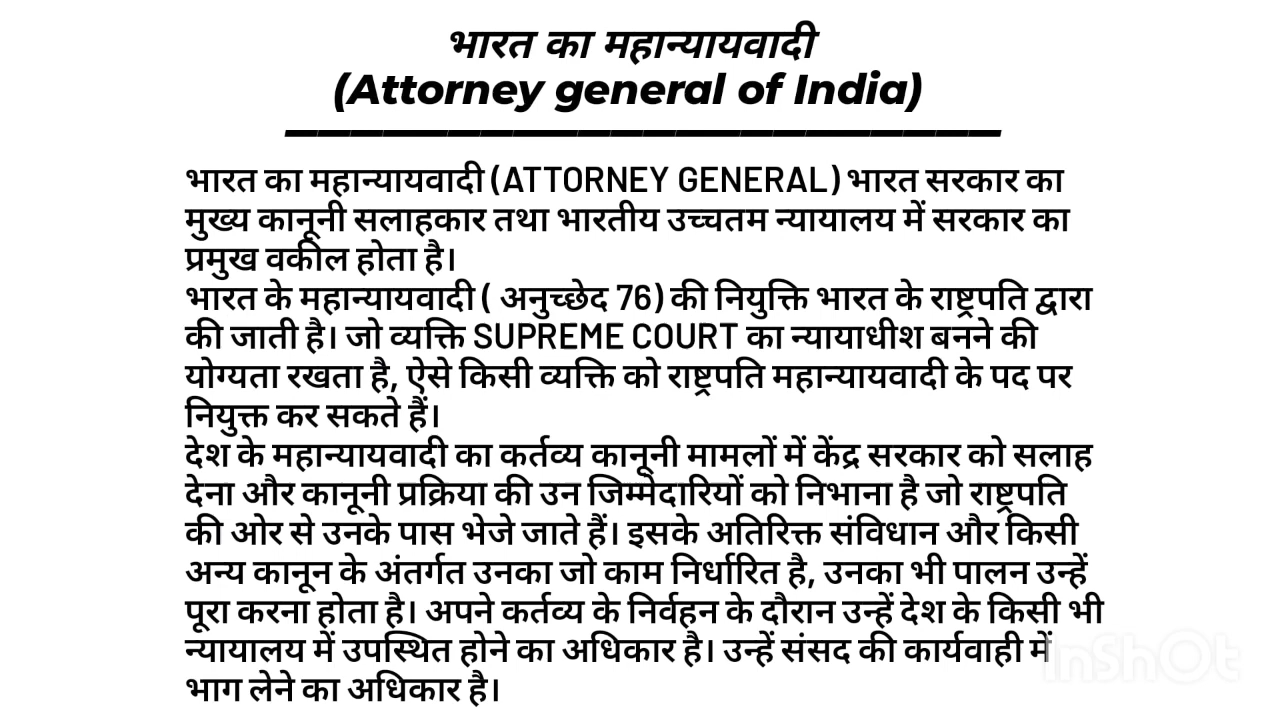 भारत का महान्यायवादी
(Attorney general of India)
भारत का महान्यायवादी (ATTORNEY GENERAL) भारत सरकार का
मुख्य कानूनी सलाहकार तथा भारतीय उच्चतम न्यायालय में सरकार का
प्रमुख वकील होता है।
भारत के महान्यायवादी ( अनुच्छेद 76) की नियुक्ति भारत के राष्ट्रपति द्वारा
की जाती है। जो व्यक्ति SUPREME COURT का न्यायाधीश बनने की
योग्यता रखता है, ऐसे किसी व्यक्ति को राष्ट्रपति महान्यायवादी के पद पर
नियुक्त कर सकते हैं।
देश के महान्यायवादी का कर्तव्य कानूनी मामलों में केंद्र सरकार को सलाह
देना और कानूनी प्रक्रिया की उन जिम्मेदारियों को निभाना है जो राष्ट्रपति
की ओर से उनके पास भेजे जाते हैं। इसके अतिरिक्त संविधान और किसी
अन्य कानून के अंतर्गत उनका जो काम निर्धारित है, उनका भी पालन उन्हें
पूरा करना होता है। अपने कर्तव्य के निर्वहन के दौरान उन्हें देश के किसी भी
न्यायालय में उपस्थित होने का अधिकार है। उन्हें संसद की कार्यवाही में
भाग लेने का अधिकार है।
InShOt